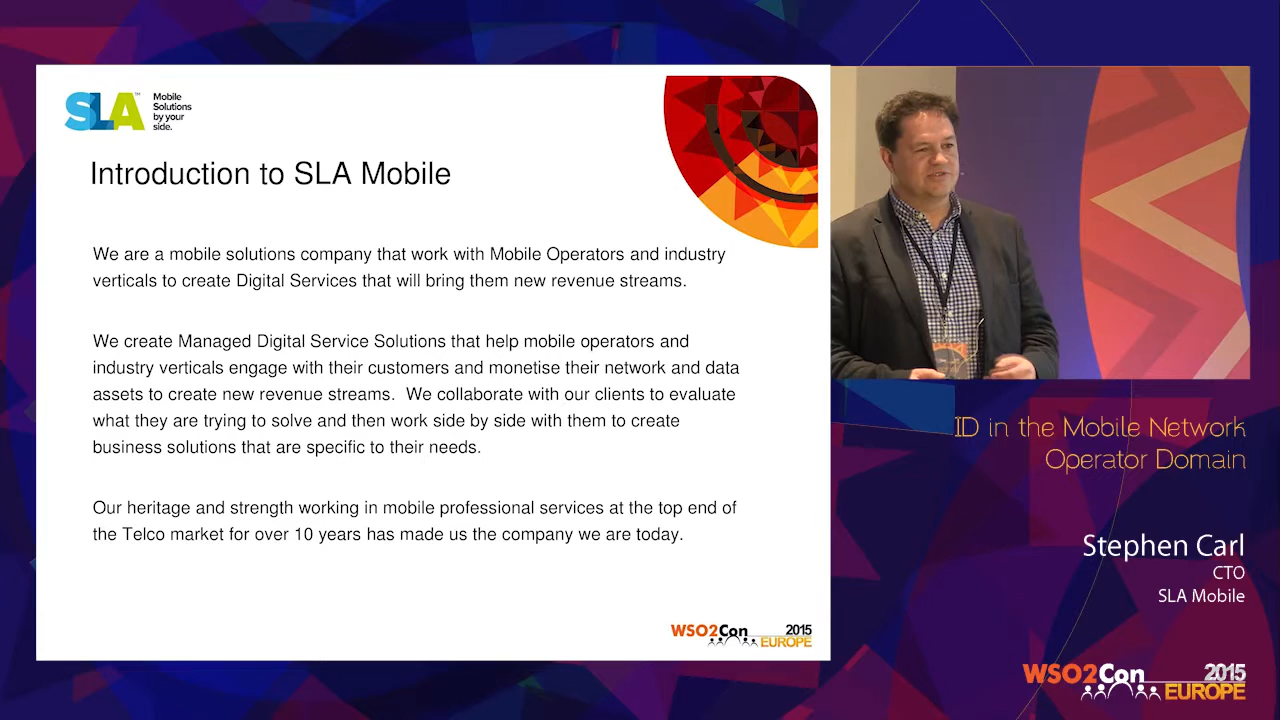 SLA™
Mobile
Solutions
by your
side.
Introduction to SLA Mobile
We are a mobile solutions company that work with Mobile Operators and industry
verticals to create Digital Services that will bring them new revenue streams.
We create Managed Digital Service Solutions that help mobile operators and
industry verticals engage with their customers and monetise their network and data
assets to create new revenue streams.  We collaborate with our clients to evaluate
what they are trying to solve and then work side by side with them to create
business solutions that are specific to their needs.
Our heritage and strength working in mobile professional services at the top end of
the Telco market for over 10 years has made us the company we are today.
WSO2Con 2015
EUROPE
ID in the Mobile Network
Operator Domain
Stephen Carl
CTO
SLA Mobile
WSO2Con 2015
EUROPE